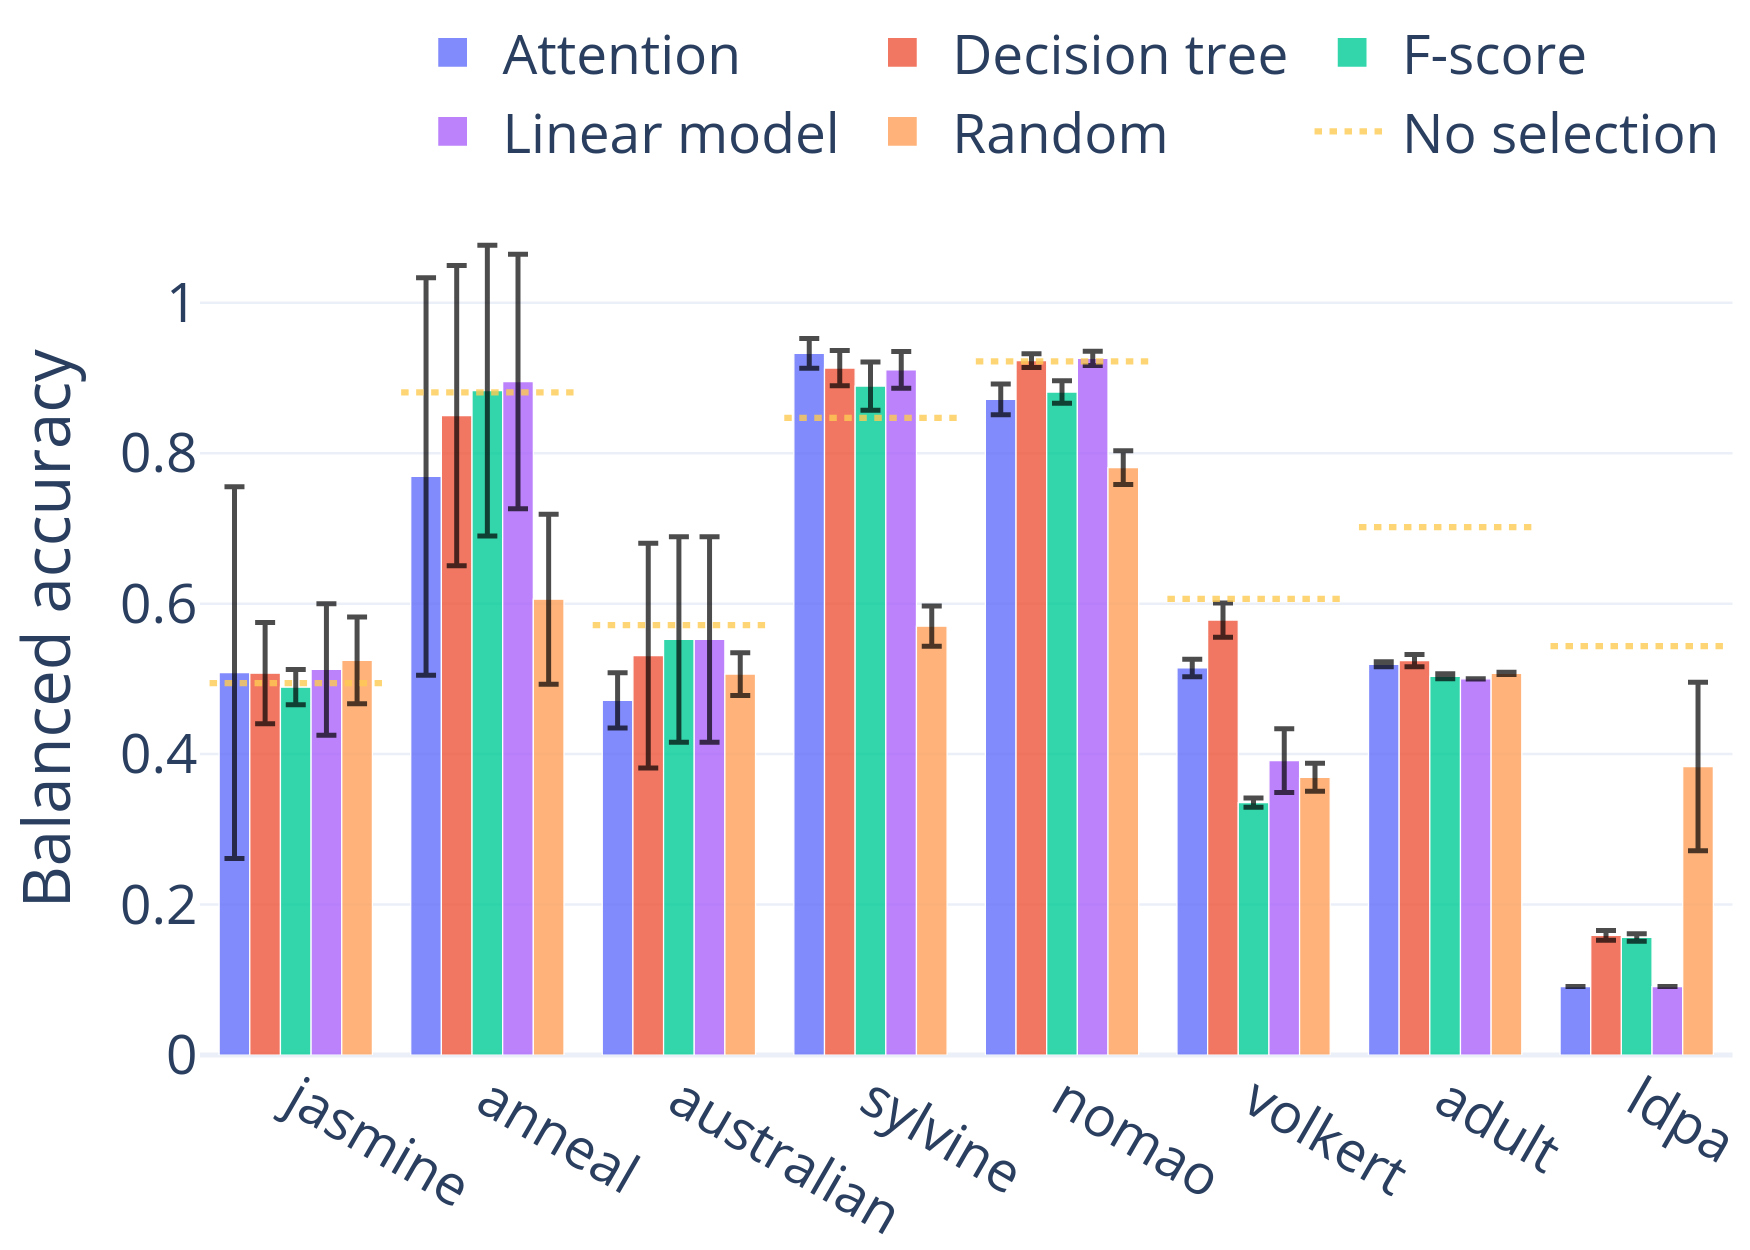 Attention Decision tree F-score
Linear model Random No selection
Balanced accuracy
1
0.8
0.6
0.4
0.2
0
jasmine
anneal
australian
sylvine
nomao
volkert
adult
ldpa